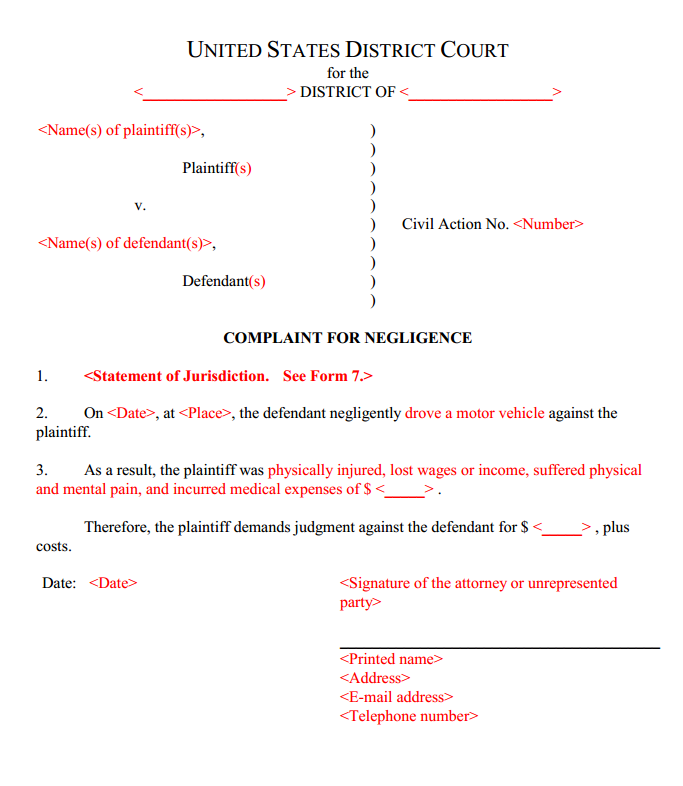 UNITED STATES DISTRICT COURT
for the
<___________________> DISTRICT OF <___________________>
<Name(s) of plaintiff(s)>, )
)
Plaintiff(s) )
)
v. )
) Civil Action No. <Number>
<Name(s) of defendant(s)>, )
)
Defendant(s) )
)
COMPLAINT FOR NEGLIGENCE
1. <Statement of Jurisdiction. See Form 7.>
2. On <Date>, at <Place>, the defendant negligently drove a motor vehicle against the
plaintiff.
3. As a result, the plaintiff was physically injured, lost wages or income, suffered physical
and mental pain, and incurred medical expenses of $ <_____> .
Therefore, the plaintiff demands judgment against the defendant for $ <_____> , plus
costs.
Date: <Date> <Signature of the attorney or unrepresented
party>
<Printed name>
<Address>
<E-mail address>
<Telephone number>